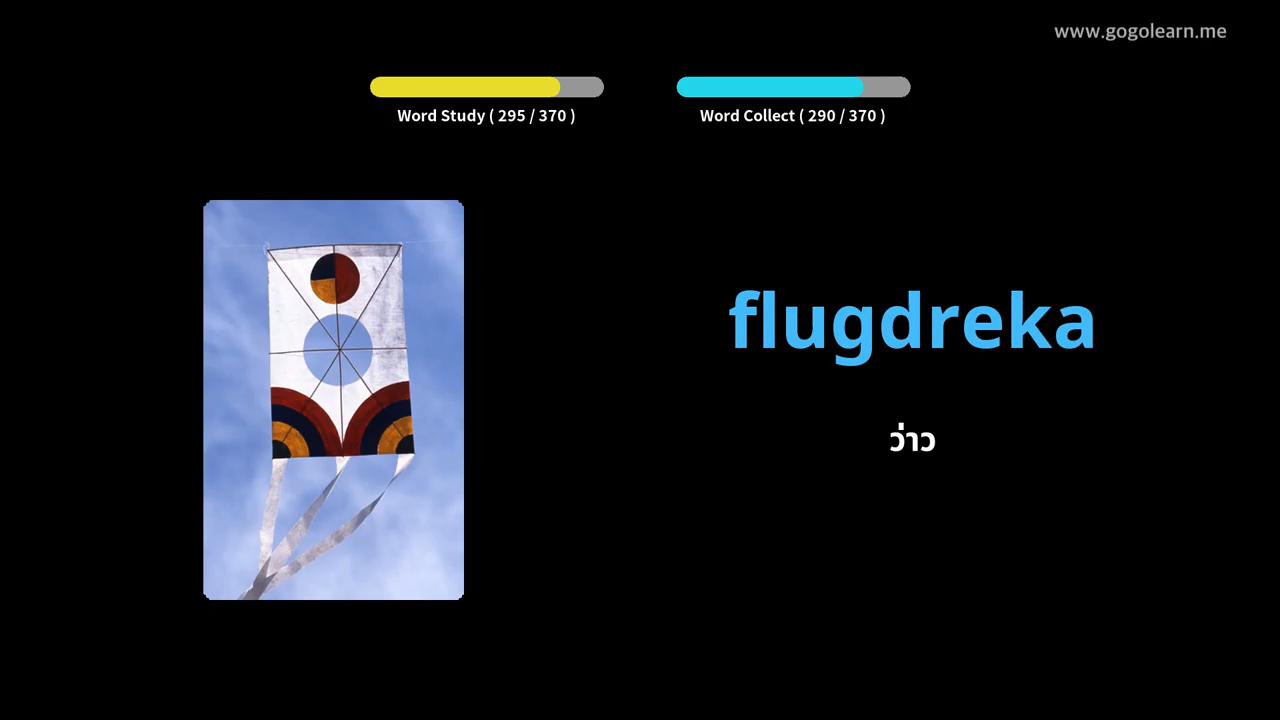 www.gogolearn.me
Word Study ( 295 / 370 )
Word Collect ( 290 / 370 )
flugdreka
ว่าว